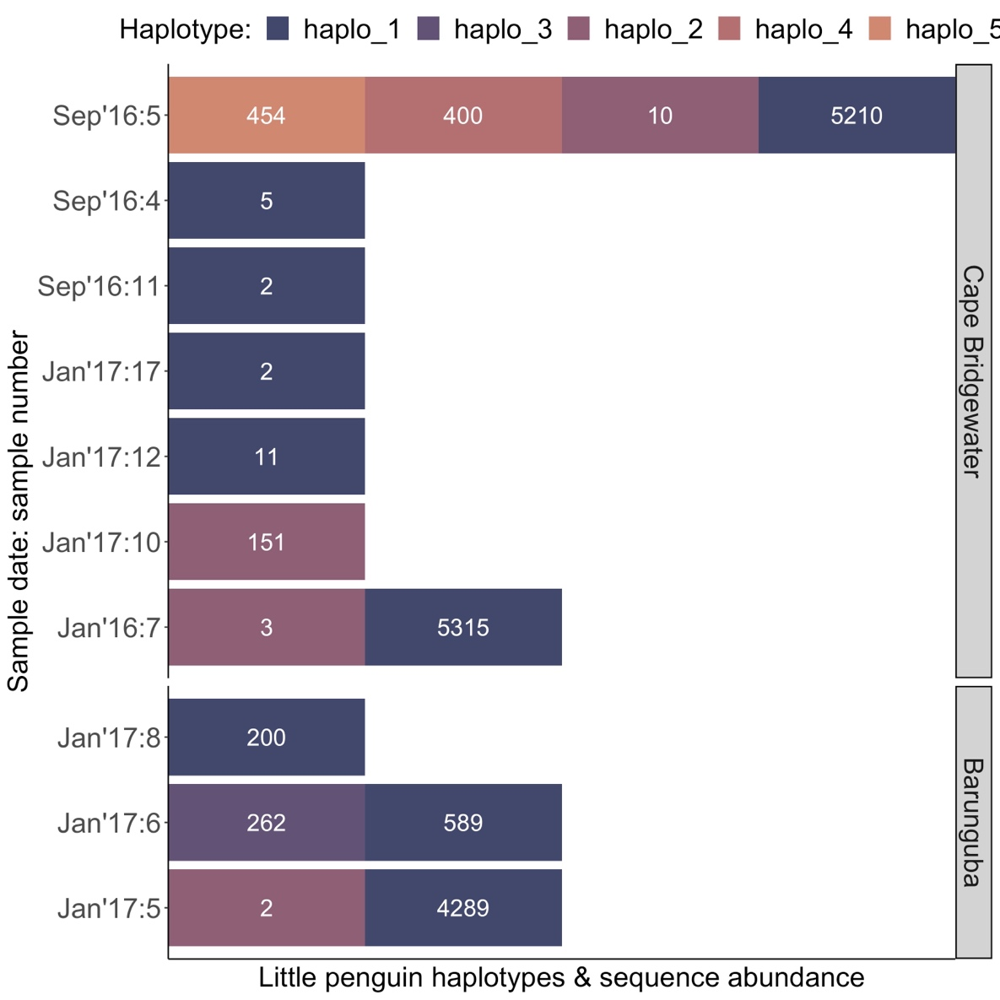 Haplotype: haplo_1 haplo_3 haplo_2 haplo_4 haplo_5
Sep'16:5 454 400 10 5210
Sep'16:4 5
Sep'16:11 2
Jan'17:17 2
Jan'17:12 11
Jan'17:10 151
Jan'16:7 3 5315
Cape Bridgewater
Jan'17:8 200
Jan'17:6 262 589
Jan'17:5 2 4289
Barunguba
Sample date: sample number
Little penguin haplotypes & sequence abundance